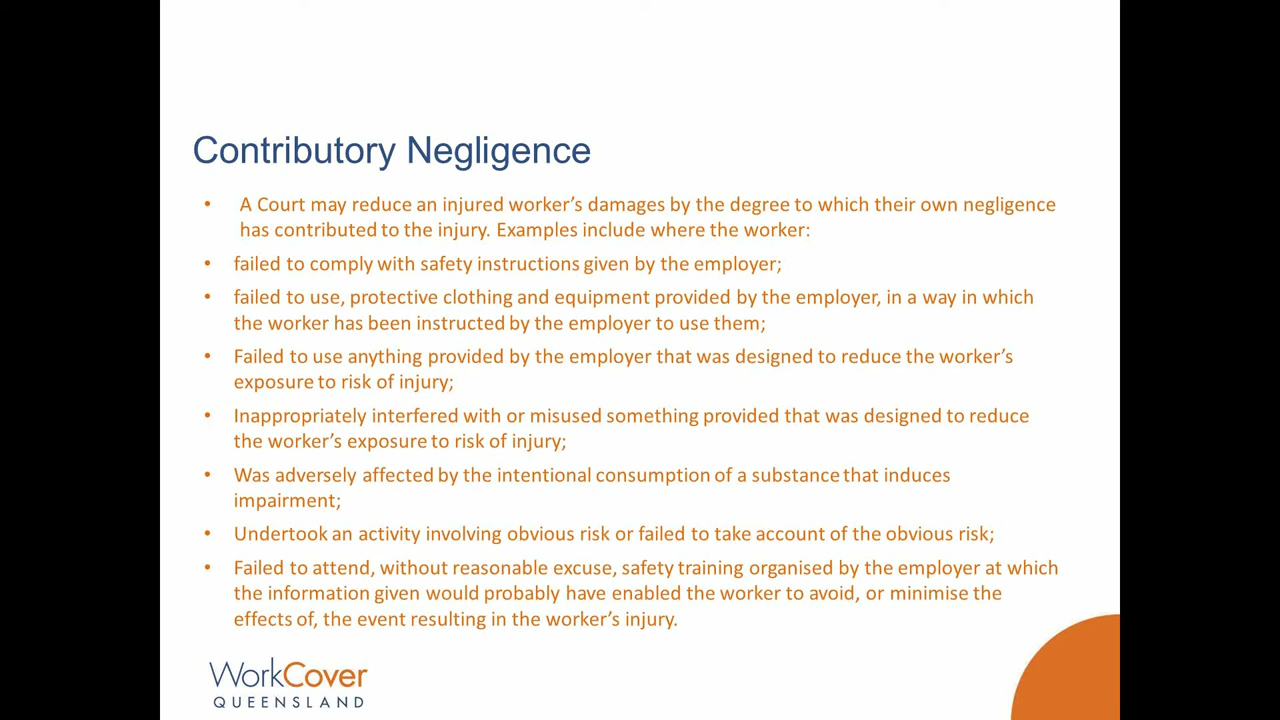 Contributory Negligence
• A Court may reduce an injured worker's damages by the degree to which their own negligence
has contributed to the injury. Examples include where the worker:
• failed to comply with safety instructions given by the employer;
• failed to use, protective clothing and equipment provided by the employer, in a way in which
the worker has been instructed by the employer to use them;
• Failed to use anything provided by the employer that was designed to reduce the worker's
exposure to risk of injury;
• Inappropriately interfered with or misused something provided that was designed to reduce
the worker's exposure to risk of injury;
• Was adversely affected by the intentional consumption of a substance that induces
impairment;
• Undertook an activity involving obvious risk or failed to take account of the obvious risk;
• Failed to attend, without reasonable excuse, safety training organised by the employer at which
the information given would probably have enabled the worker to avoid, or minimise the
effects of, the event resulting in the worker's injury.
WorkCover
QUEENSLAND